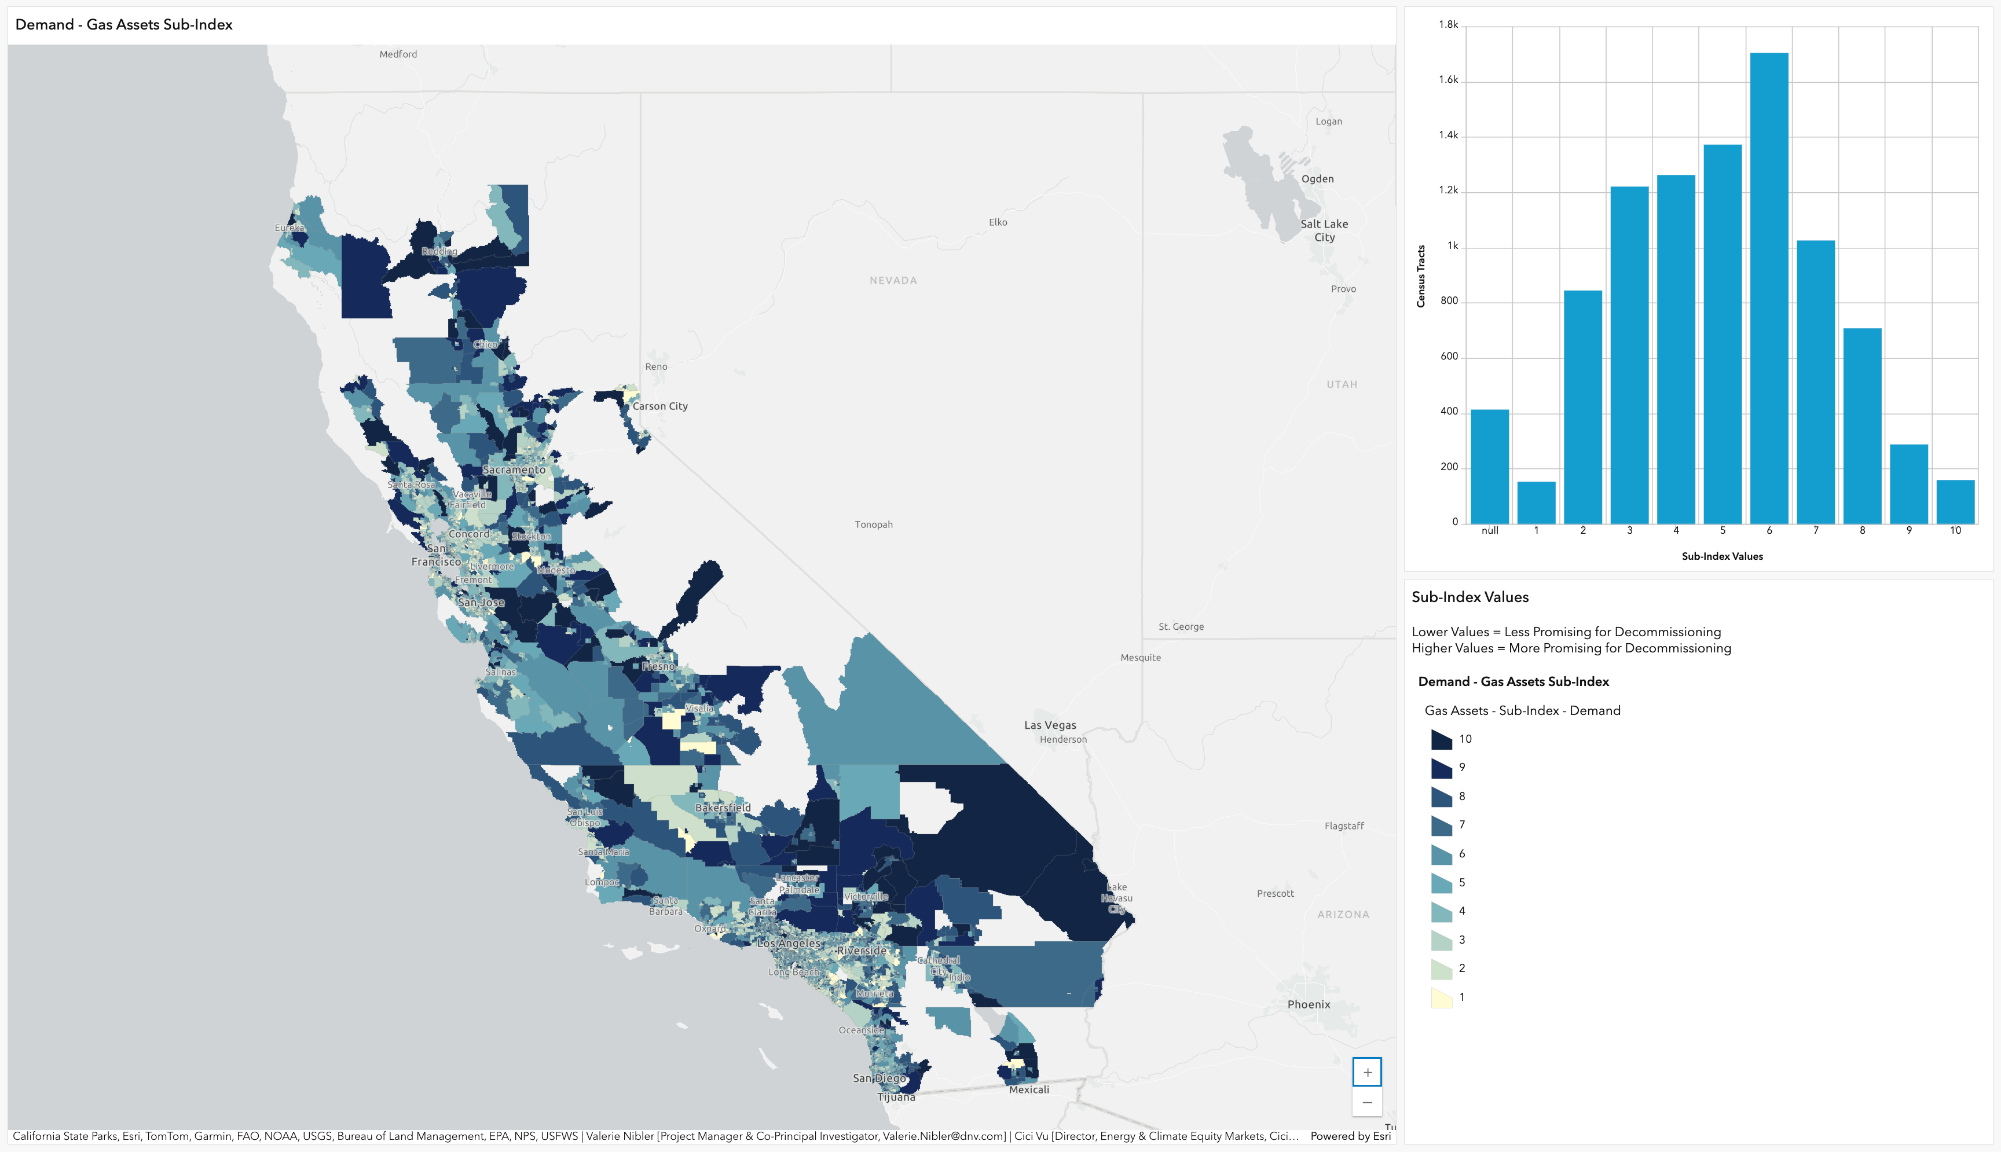 Demand - Gas Assets Sub-Index
Medford
Logan
Ogden
Salt Lake
City
Elko
Eureka
Redding
NEVADA
Provo
Chico
Reno
UTAH
Carson City
Sacramento
Santa Rosa
Vacaville
Fairfield
Tonopah
Concord
Stockton
San
Francisco
Livermore
Modesto
Fremont
San Jose
St. George
Mesquite
Fresno
Salinas
Visalia
Las Vegas
Henderson
Bakersfield
San Luis
Obispo
Flagstaff
Santa Maria
Lompoc
Lancaster
Palmdale
Lake
Havasu
City
Prescott
Santa
Barbara
Santa
Clarita
Victorville
ARIZONA
Oxnard
Los Angeles
Riverside
Long Beach
Cathedral
City
Indio
Murrieta
Phoenix
Oceanside
San Diego
Mexicali
Tijuana
+
−
Tu
California State Parks, Esri, TomTom, Garmin, FAO, NOAA, USGS, Bureau of Land Management, EPA, NPS, USFWS | Valerie Nibler [Project Manager & Co-Principal Investigator, Valerie.Nibler@dnv.com] | Cici Vu [Director, Energy & Climate Equity Markets, Cici... Powered by Esri
1.8k
1.6k
1.4k
1.2k
1k
800
600
400
200
0
Census Tracts
null 1 2 3 4 5 6 7 8 9 10
Sub-Index Values
Sub-Index Values
Lower Values = Less Promising for Decommissioning
Higher Values = More Promising for Decommissioning
Demand - Gas Assets Sub-Index
Gas Assets - Sub-Index - Demand
10
9
8
7
6
5
4
3
2
1